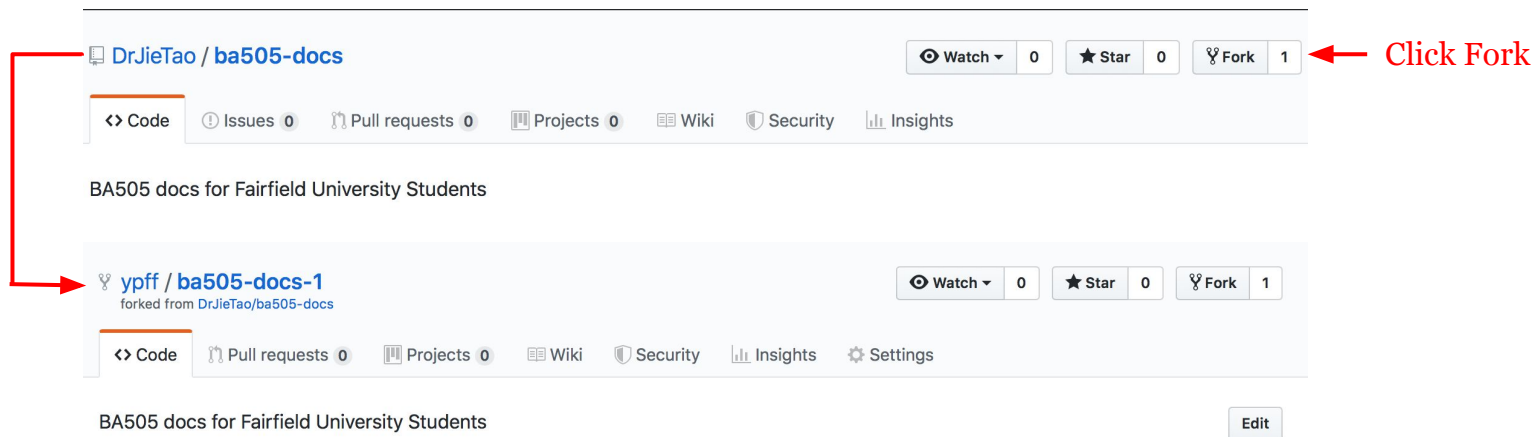 DrJieTao / ba505-docs Watch 0 Star 0 Fork 1 Click Fork
Code Issues 0 Pull requests 0 Projects 0 Wiki Security Insights
BA505 docs for Fairfield University Students
ypff / ba505-docs-1 Watch 0 Star 0 Fork 1
forked from DrJieTao/ba505-docs
Code Pull requests 0 Projects 0 Wiki Security Insights Settings
BA505 docs for Fairfield University Students Edit